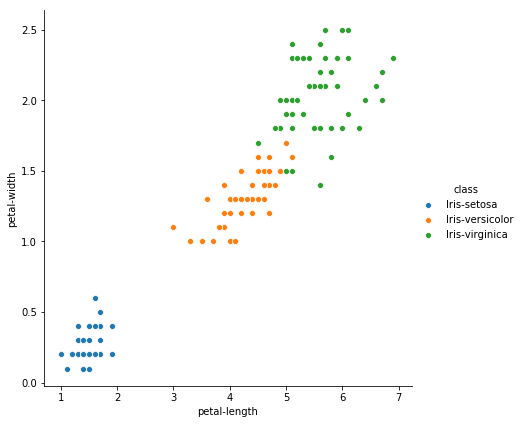 2.5
2.0
1.5
1.0
0.5
0.0
petal-width
1 2 3 4 5 6 7
petal-length
class
Iris-setosa
Iris-versicolor
Iris-virginica